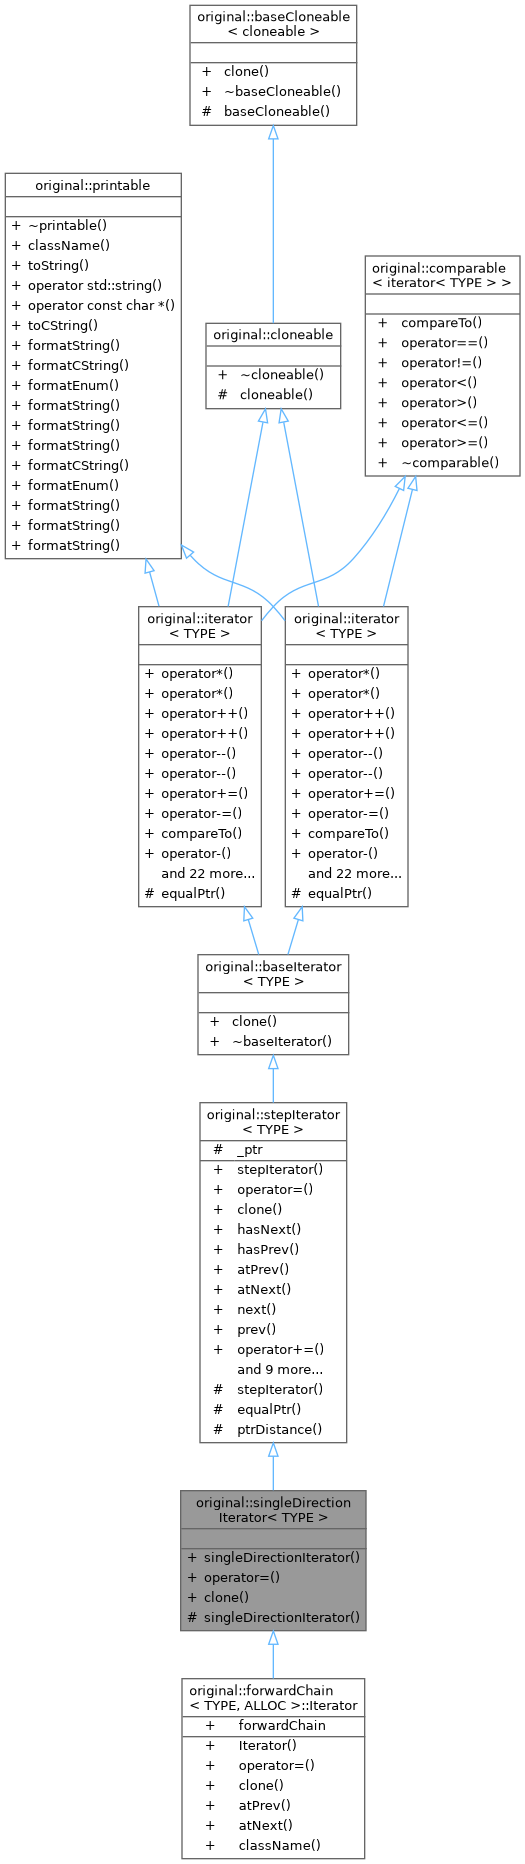 original::baseCloneable
< cloneable >
+ clone()
+ ~baseCloneable()
# baseCloneable()
original::printable
+ ~printable()
+ className()
+ toString()
+ operator std::string()
+ operator const char *()
+ toCString()
+ formatString()
+ formatCString()
+ formatEnum()
+ formatString()
+ formatString()
+ formatString()
+ formatCString()
+ formatEnum()
+ formatString()
+ formatString()
+ formatString()
original::comparable
< iterator< TYPE > >
+ compareTo()
+ operator==()
+ operator!=()
+ operator<()
+ operator>()
+ operator<=()
+ operator>=()
+ ~comparable()
original::cloneable
+ ~cloneable()
# cloneable()
original::iterator
< TYPE >
+ operator*()
+ operator*()
+ operator++()
+ operator++()
+ operator--()
+ operator--()
+ operator+=()
+ operator-=()
+ compareTo()
+ operator-()
and 22 more...
# equalPtr()
original::iterator
< TYPE >
+ operator*()
+ operator*()
+ operator++()
+ operator++()
+ operator--()
+ operator--()
+ operator+=()
+ operator-=()
+ compareTo()
+ operator-()
and 22 more...
# equalPtr()
original::baseIterator
< TYPE >
+ clone()
+ ~baseIterator()
original::stepIterator
< TYPE >
# _ptr
+ stepIterator()
+ operator=()
+ clone()
+ hasNext()
+ hasPrev()
+ atPrev()
+ atNext()
+ next()
+ prev()
+ operator+=()
and 9 more...
# stepIterator()
# equalPtr()
# ptrDistance()
original::singleDirection
Iterator< TYPE >
+ singleDirectionIterator()
+ operator=()
+ clone()
# singleDirectionIterator()
original::forwardChain
< TYPE, ALLOC >::Iterator
+ forwardChain
+ Iterator()
+ operator=()
+ clone()
+ atPrev()
+ atNext()
+ className()